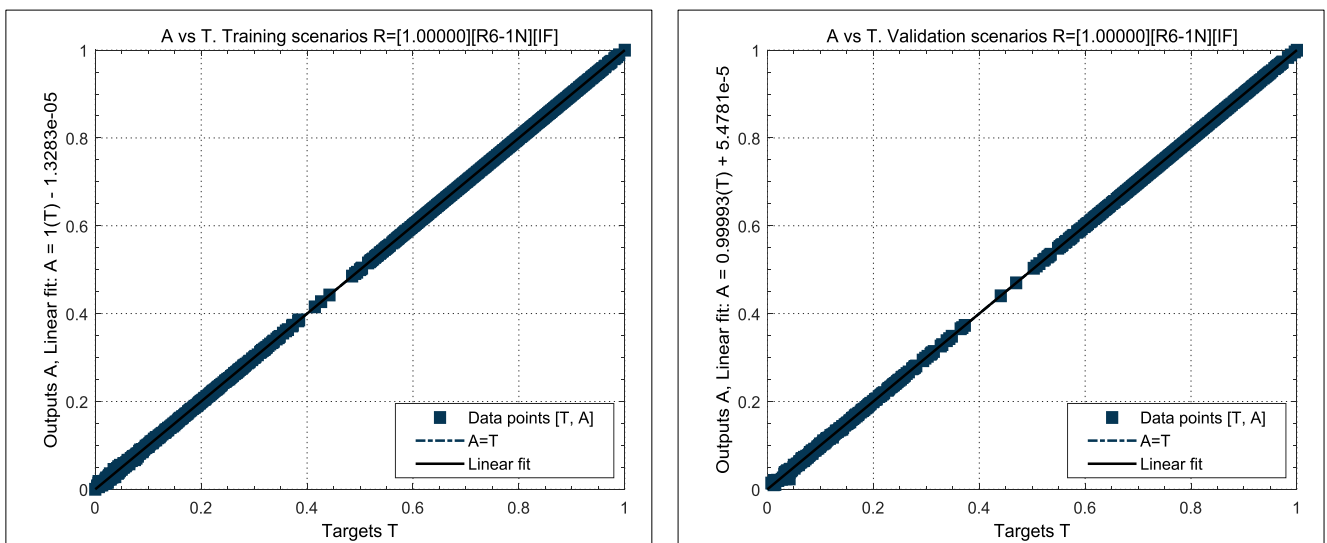 A vs T. Training scenarios R=[1.00000][R6-1N][IF]
Outputs A, Linear fit: A = 1(T) - 1.3283e-05
1
0.8
0.6
0.4
0.2
0
0 0.2 0.4 0.6 0.8 1
Targets T
Data points [T, A]
A=T
Linear fit
A vs T. Validation scenarios R=[1.00000][R6-1N][IF]
Outputs A, Linear fit: A = 0.99993(T) + 5.4781e-5
1
0.8
0.6
0.4
0.2
0
0 0.2 0.4 0.6 0.8 1
Targets T
Data points [T, A]
A=T
Linear fit